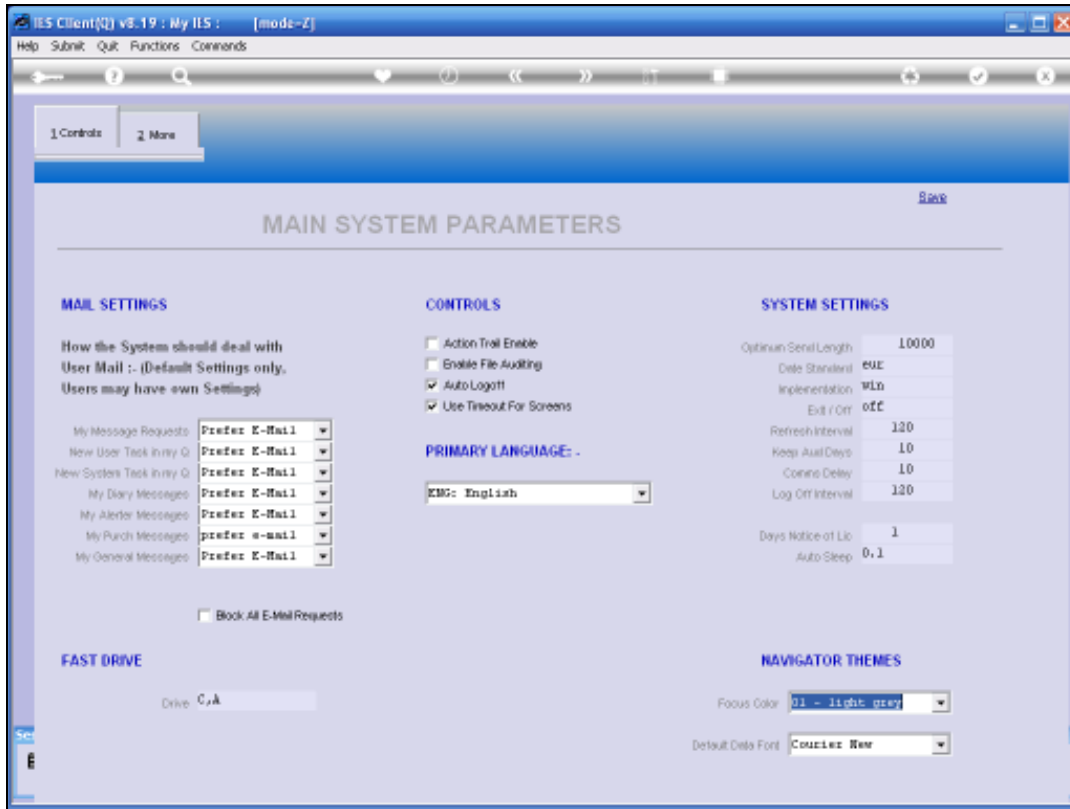 IES Client(Q) v8.19 : My IES : [mode-Z]
Help Submit Quit Functions Commands
1 Controls
2 More
Save
MAIN SYSTEM PARAMETERS
MAIL SETTINGS
How the System should deal with
User Mail :- (Default Settings only,
Users may have own Settings)
My Message Requests Prefer E-Mail
New User Task in my Q Prefer E-Mail
New System Task in my Q Prefer E-Mail
My Diary Messages Prefer E-Mail
My Alerter Messages Prefer E-Mail
My Purch Messages prefer e-mail
My General Messages Prefer E-Mail
Block All E-Mail Requests
FAST DRIVE
Drive C,A
CONTROLS
Action Trail Enable
Enable File Auditing
Auto Logoff
Use Timeout For Screens
PRIMARY LANGUAGE: -
ENG: English
SYSTEM SETTINGS
Optimum Send Length 10000
Date Standard eur
Implementation win
Exit / Off off
Refresh Interval 120
Keep Aual Days 10
Comms Delay 10
Log Off Interval 120
Days Notice of Lic 1
Auto Sleep 0,1
NAVIGATOR THEMES
Focus Color 01 - light grey
Default Data Font Courier New